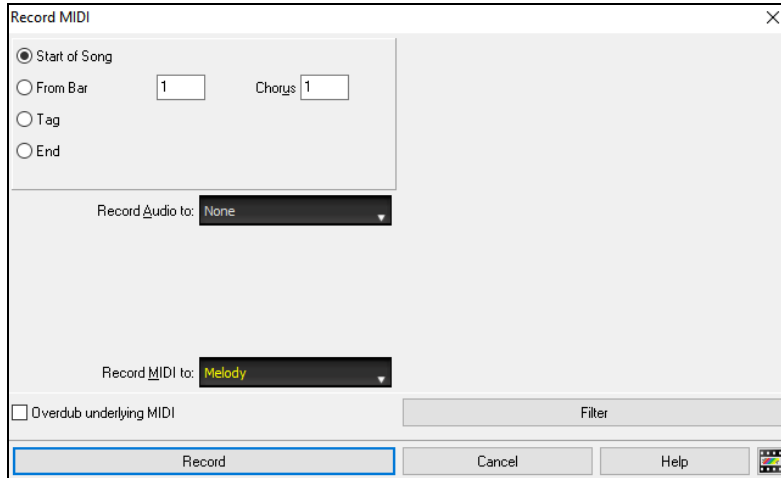 Record MIDI
Start of Song
From Bar 1 Chorus 1
Tag
End
Record Audio to: None
Record MIDI to: Melody
Overdub underlying MIDI Filter
Record Cancel Help